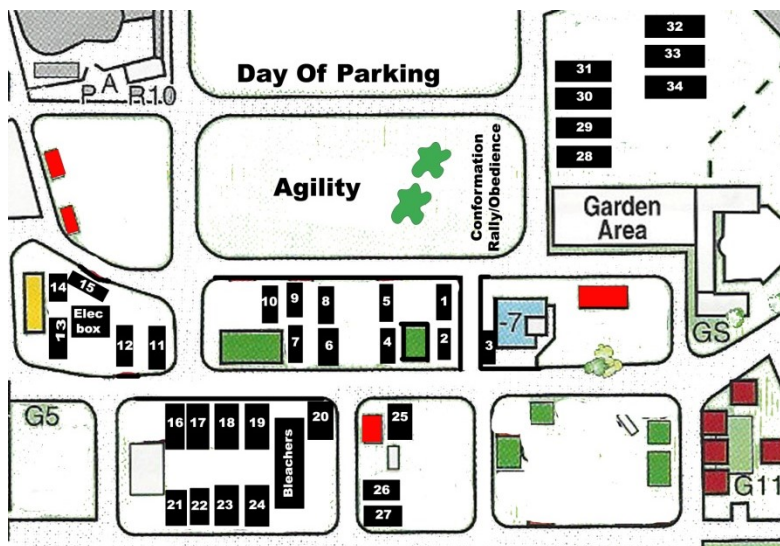 32
Day Of Parking
33
31
A
34
P
R10
30
29
28
Agility
Conformation
Rally/Obedience
Garden
Area
14
15
10
9
8
5
1
Elec
box
-7
13
12
11
7
6
4
2
3
GS
G5
16
17
18
19
20
25
Bleachers
26
G11
21
22
23
24
27